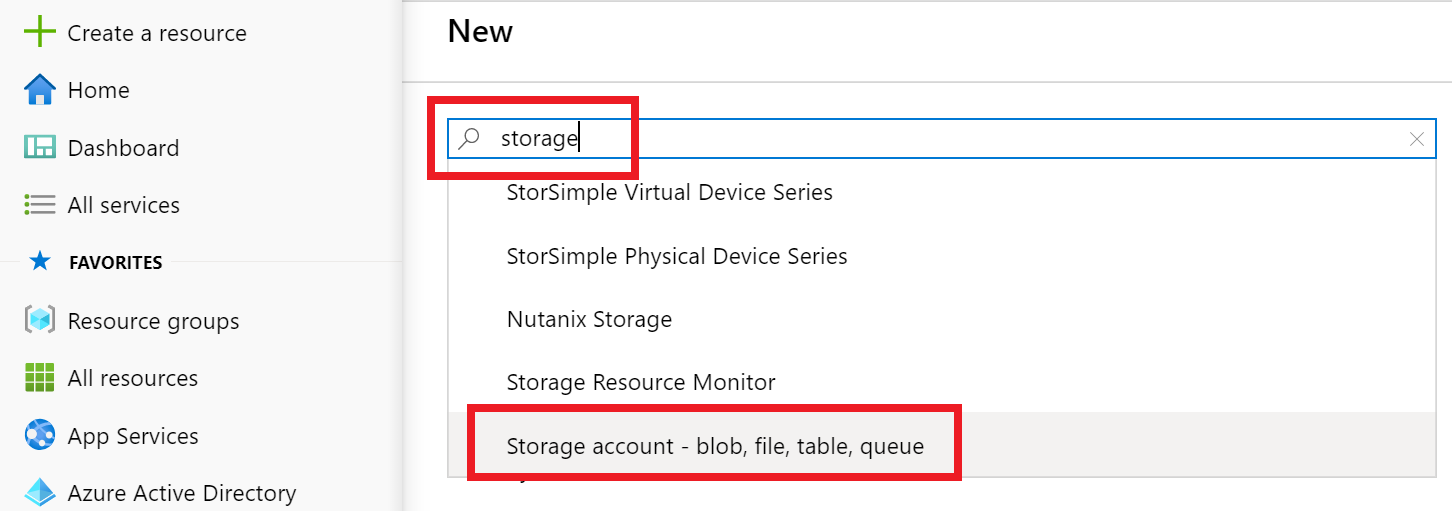 Create a resource
Home
Dashboard
All services
FAVORITES
Resource groups
All resources
App Services
Azure Active Directory
New
storage
StorSimple Virtual Device Series
StorSimple Physical Device Series
Nutanix Storage
Storage Resource Monitor
Storage account - blob, file, table, queue